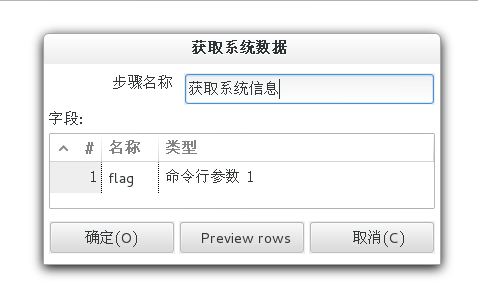 获取系统数据
步骤名称 获取系统信息
字段:
# 名称 类型
1 flag 命令行参数 1
确定(O) Preview rows 取消(C)